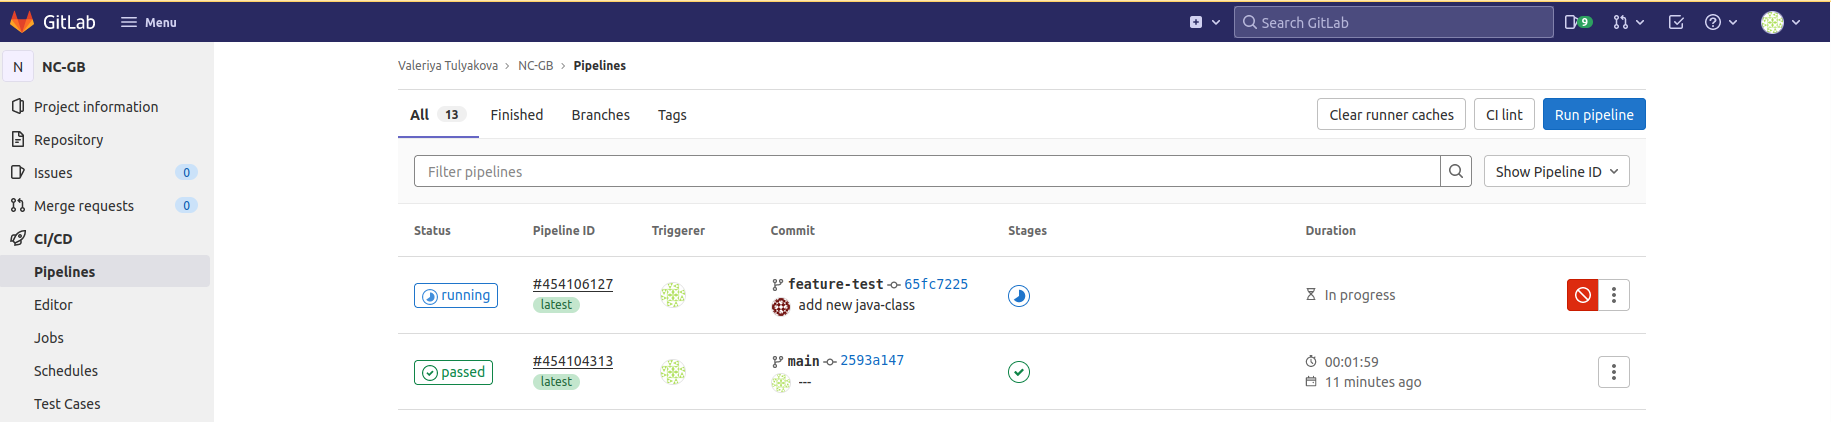 GitLab Menu Search GitLab 9
N NC-GB
Project information
Repository
Issues 0
Merge requests 0
CI/CD
Pipelines
Editor
Jobs
Schedules
Test Cases
Valeriya Tulyakova > NC-GB > Pipelines
All 13 Finished Branches Tags Clear runner caches CI lint Run pipeline
Filter pipelines Show Pipeline ID
Status Pipeline ID Triggerer Commit Stages Duration
running #454106127 feature-test 65fc7225 In progress
latest add new java-class
passed #454104313 main 2593a147 00:01:59
latest --- 11 minutes ago